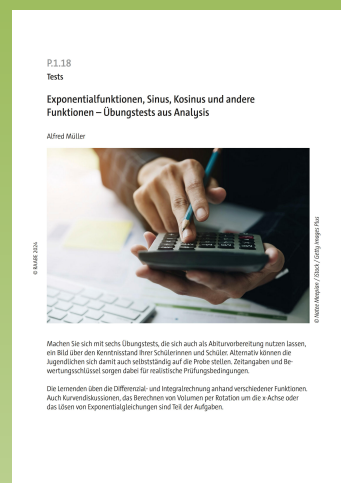 P.1.18
Tests
Exponentialfunktionen, Sinus, Kosinus und andere
Funktionen – Übungstests aus Analysis
Alfred Müller
© RAABE 2024
© Natee Meepian / iStock / Getty Images Plus
Machen Sie sich mit sechs Übungstests, die sich auch als Abiturvorbereitung nutzen lassen,
ein Bild über den Kenntnisstand Ihrer Schülerinnen und Schüler. Alternativ können die
Jugendlichen sich damit auch selbstständig auf die Probe stellen. Zeitangaben und Be-
wertungsschlüssel sorgen dabei für realistische Prüfungsbedingungen.
Die Lernenden üben die Differenzial- und Integralrechnung anhand verschiedener Funktionen.
Auch Kurvendiskussionen, das Berechnen von Volumen per Rotation um die x-Achse oder
das Lösen von Exponentialgleichungen sind Teil der Aufgaben.